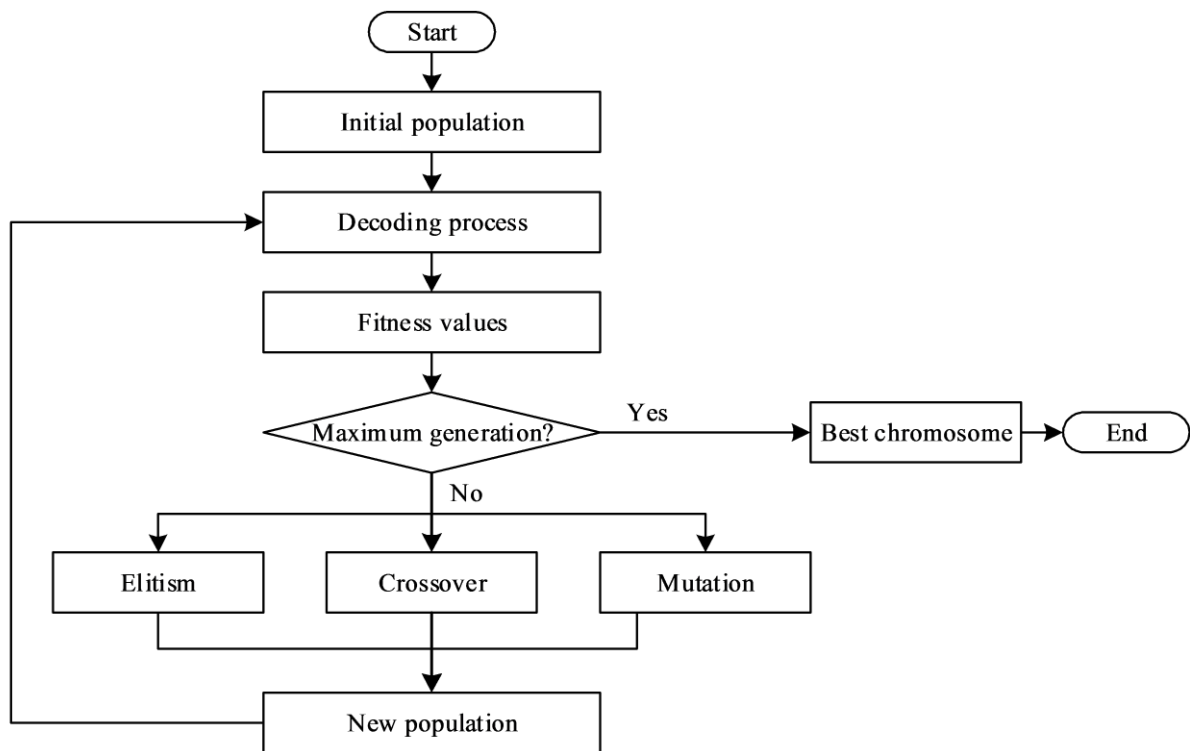 Start
Initial population
Decoding process
Fitness values
Maximum generation?
Yes
Best chromosome
End
No
Elitism
Crossover
Mutation
New population